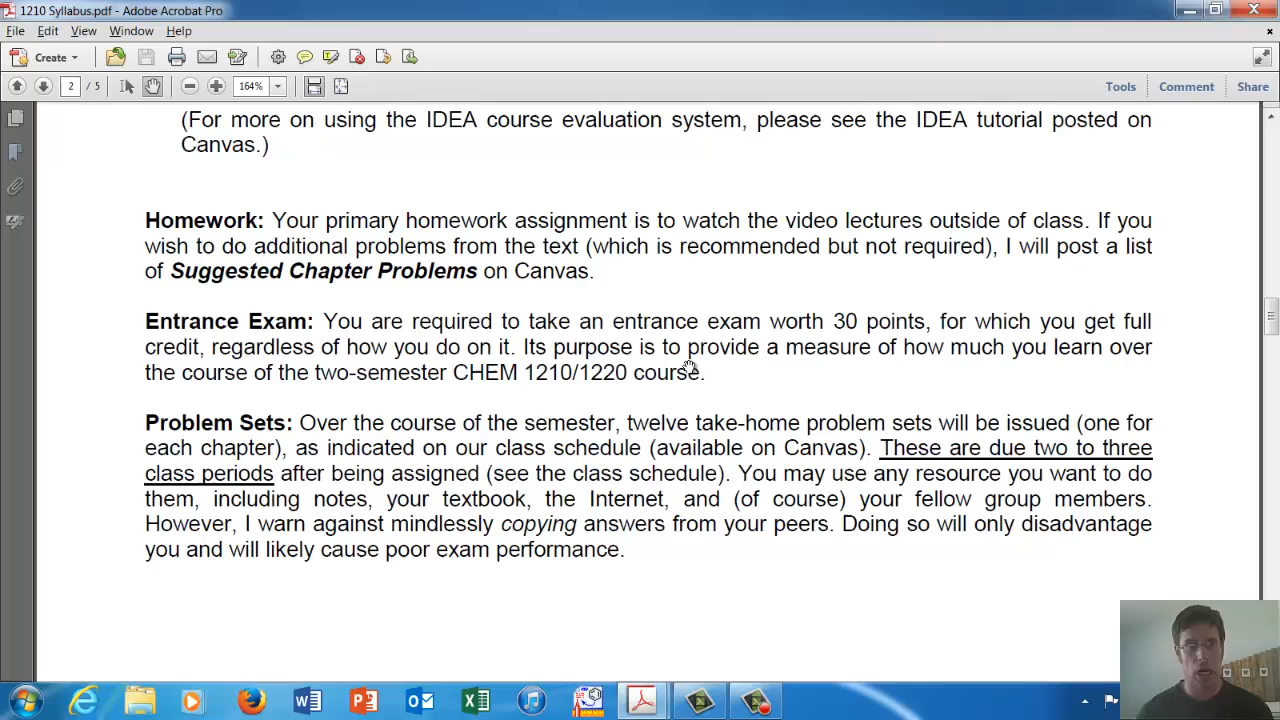 1210 Syllabus.pdf - Adobe Acrobat Pro
File Edit View Window Help
Create
2 / 5 164% Tools Comment Share
(For more on using the IDEA course evaluation system, please see the IDEA tutorial posted on
Canvas.)
Homework: Your primary homework assignment is to watch the video lectures outside of class. If you
wish to do additional problems from the text (which is recommended but not required), I will post a list
of Suggested Chapter Problems on Canvas.
Entrance Exam: You are required to take an entrance exam worth 30 points, for which you get full
credit, regardless of how you do on it. Its purpose is to provide a measure of how much you learn over
the course of the two-semester CHEM 1210/1220 course.
Problem Sets: Over the course of the semester, twelve take-home problem sets will be issued (one for
each chapter), as indicated on our class schedule (available on Canvas). These are due two to three
class periods after being assigned (see the class schedule). You may use any resource you want to do
them, including notes, your textbook, the Internet, and (of course) your fellow group members.
However, I warn against mindlessly copying answers from your peers. Doing so will only disadvantage
you and will likely cause poor exam performance.